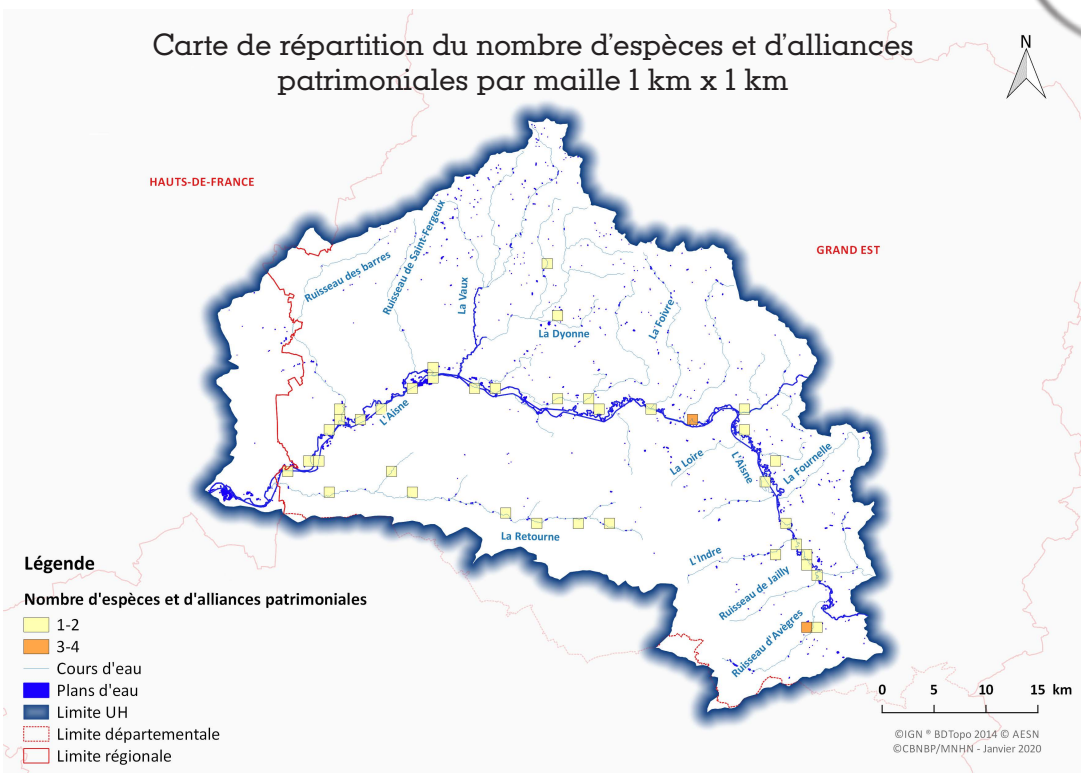 Carte de répartition du nombre d'espèces et d'alliances
patrimoniales par maille 1 km x 1 km
N
HAUTS-DE-FRANCE
GRAND EST
Ruisseau des barres
Ruisseau de Saint-Fergeux
La Vaux
La Dyonne
La Foivre
L'Aisne
La Loire
L'Aisne
La Fournelle
La Retourne
L'Indre
Ruisseau de Jailly
Ruisseau d'Avègres
Légende
Nombre d'espèces et d'alliances patrimoniales
1-2
3-4
Cours d'eau
Plans d'eau
Limite UH
Limite départementale
Limite régionale
0 5 10 15 km
©IGN ® BDTopo 2014 © AESN
©CBNBP/MNHN - Janvier 2020